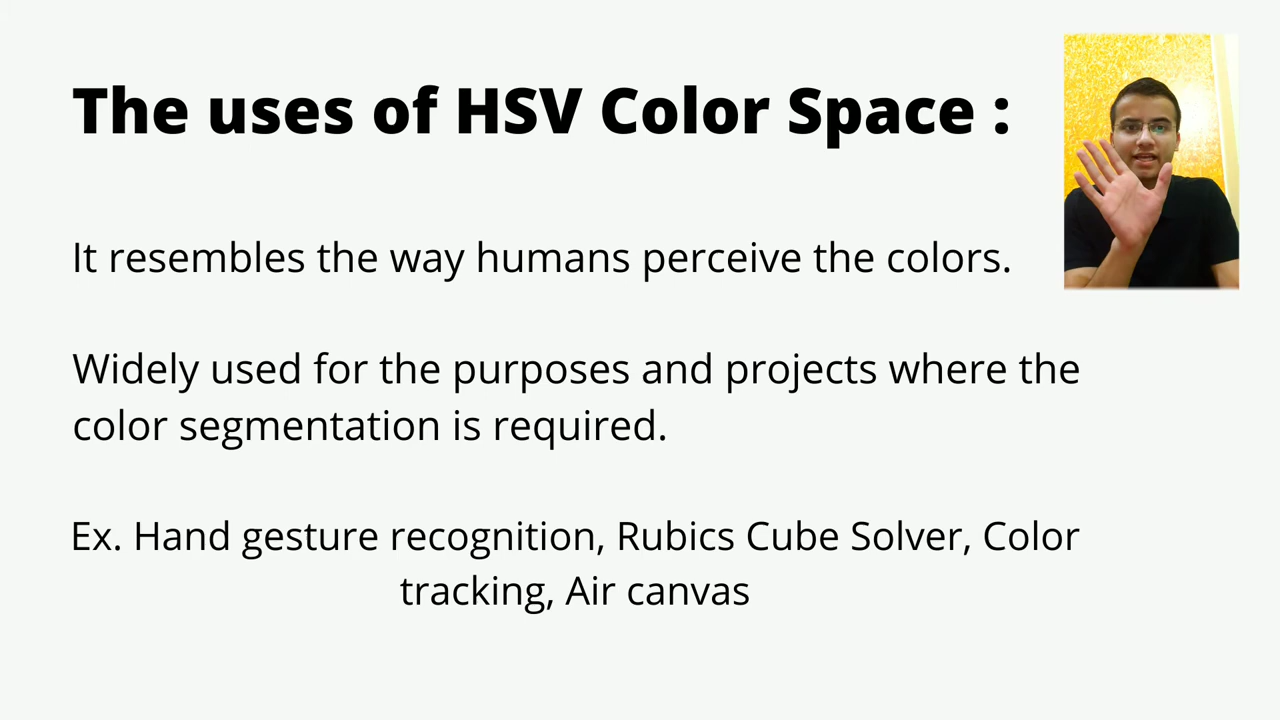 The uses of HSV Color Space :
It resembles the way humans perceive the colors.
Widely used for the purposes and projects where the
color segmentation is required.
Ex. Hand gesture recognition, Rubics Cube Solver, Color
tracking, Air canvas